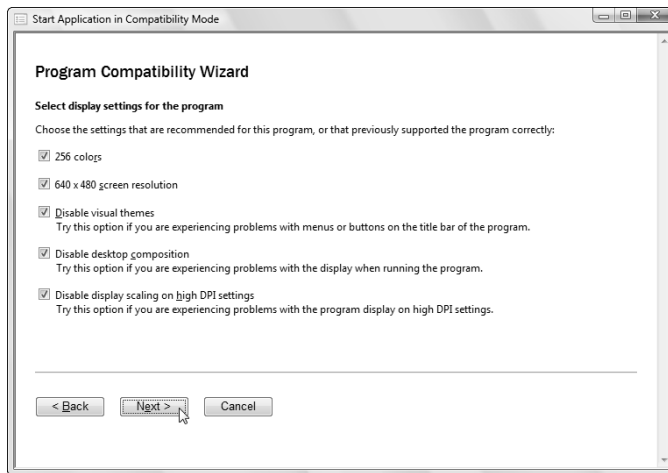 Start Application in Compatibility Mode
Program Compatibility Wizard
Select display settings for the program
Choose the settings that are recommended for this program, or that previously supported the program correctly:
256 colors
640 x 480 screen resolution
Disable visual themes
Try this option if you are experiencing problems with menus or buttons on the title bar of the program.
Disable desktop composition
Try this option if you are experiencing problems with the display when running the program.
Disable display scaling on high DPI settings
Try this option if you are experiencing problems with the program display on high DPI settings.
< Back Next > Cancel